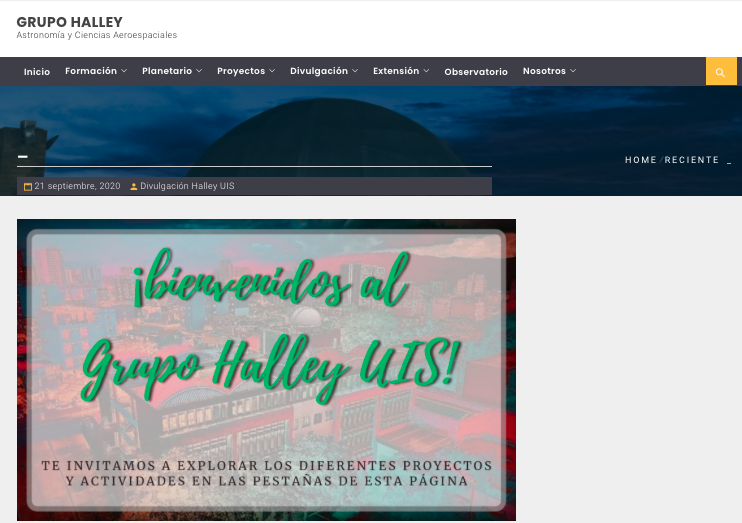 GRUPO HALLEY
Astronomía y Ciencias Aeroespaciales
Inicio Formación Planetario Proyectos Divulgación Extensión Observatorio Nosotros
_
HOME / RECIENTE _
21 septiembre, 2020 Divulgación Halley UIS
¡bienvenidos al
Grupo Halley UIS!
TE INVITAMOS A EXPLORAR LOS DIFERENTES PROYECTOS
Y ACTIVIDADES EN LAS PESTAÑAS DE ESTA PÁGINA